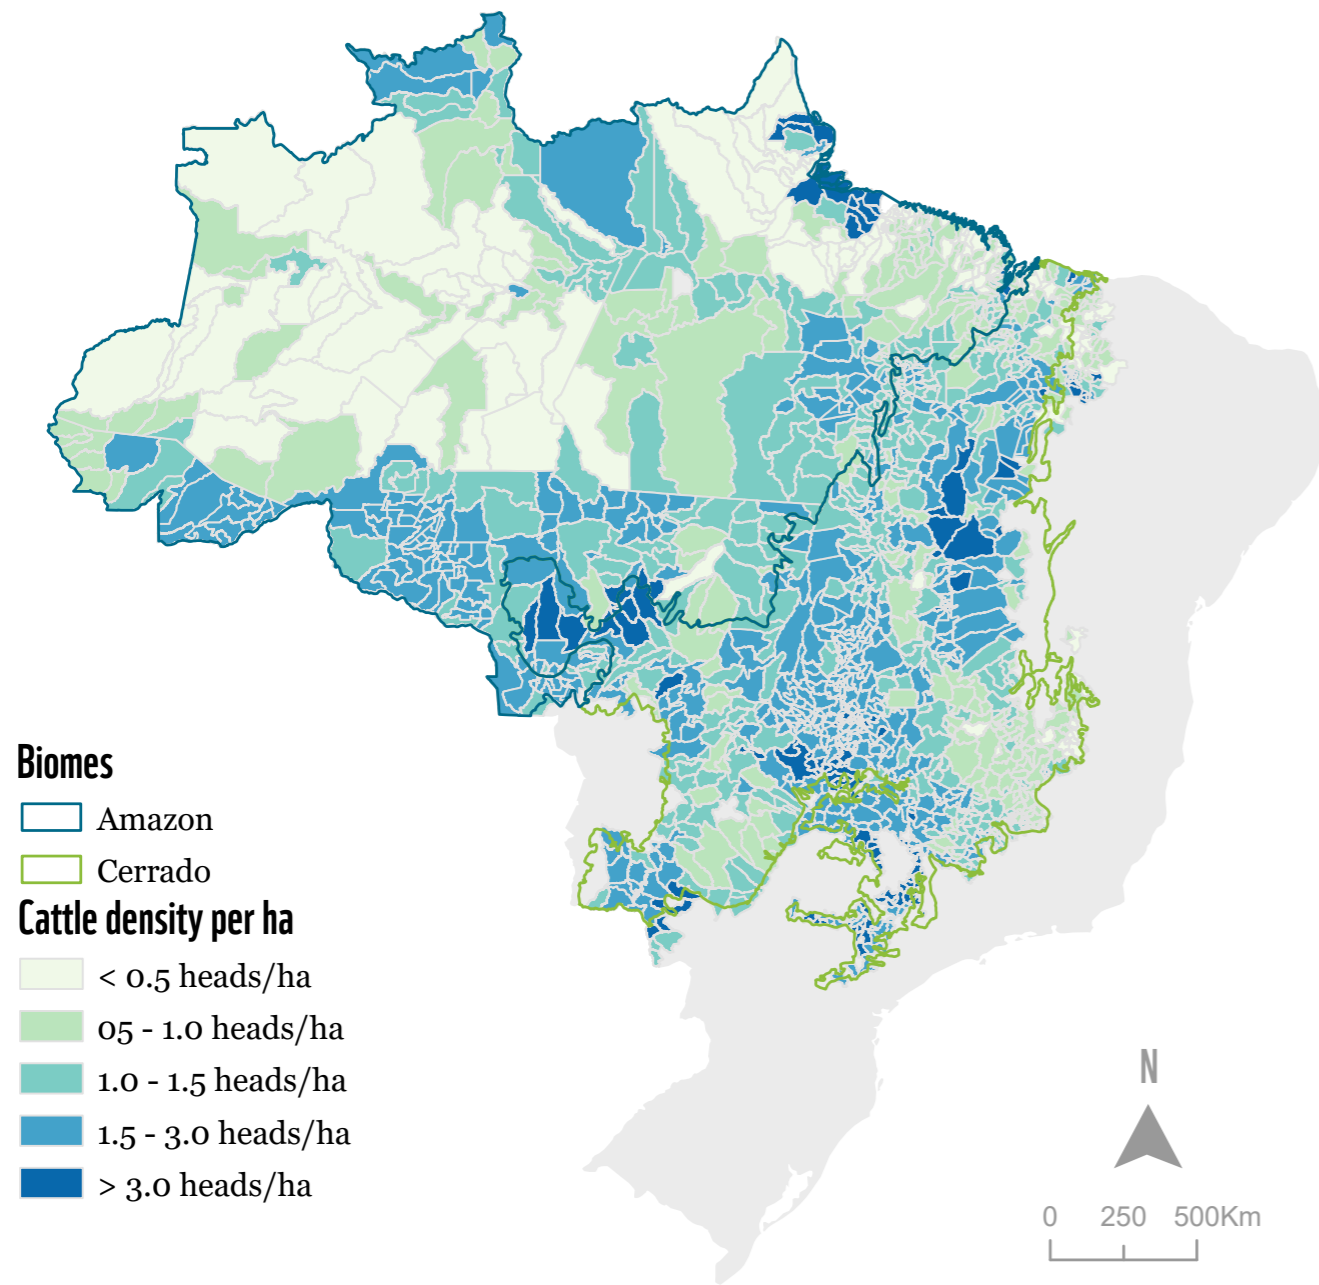 Biomes
Amazon
Cerrado
Cattle density per ha
< 0.5 heads/ha
05 - 1.0 heads/ha
1.0 - 1.5 heads/ha
1.5 - 3.0 heads/ha
> 3.0 heads/ha
N
0 250 500Km